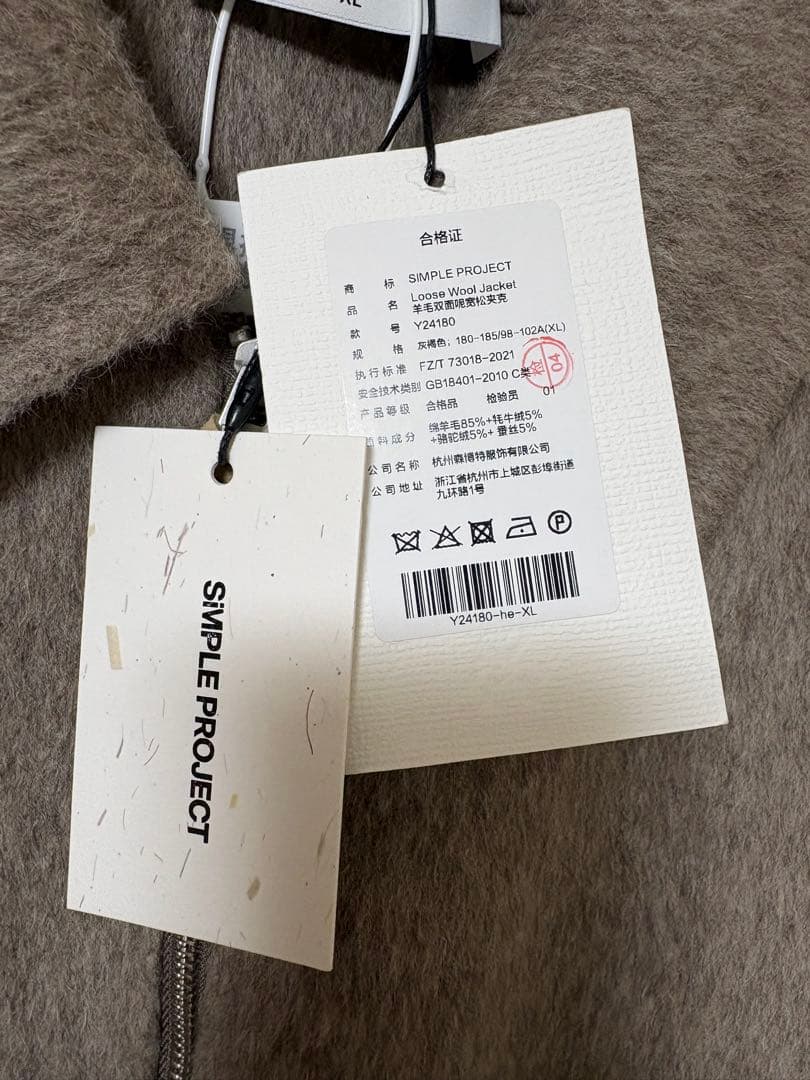 XL
合格证
商 标 SIMPLE PROJECT
品 名 Loose Wool Jacket
羊毛双面呢宽松夹克
款 号 Y24180
规 格 灰褐色；180-185/98-102A(XL)
执行标准 FZ/T 73018-2021
安全技术类别 GB18401-2010 C类
产品够级 合格品 检验员 01
检 04
面料成分 绵羊毛85%+牦牛绒5%
+骆驼绒5%+蚕丝5%
公司名称 杭州森博特服饰有限公司
公司地址 浙江省杭州市上城区彭埠街道
九环路1号
P
Y24180-he-XL
SiMPLE PROJECT